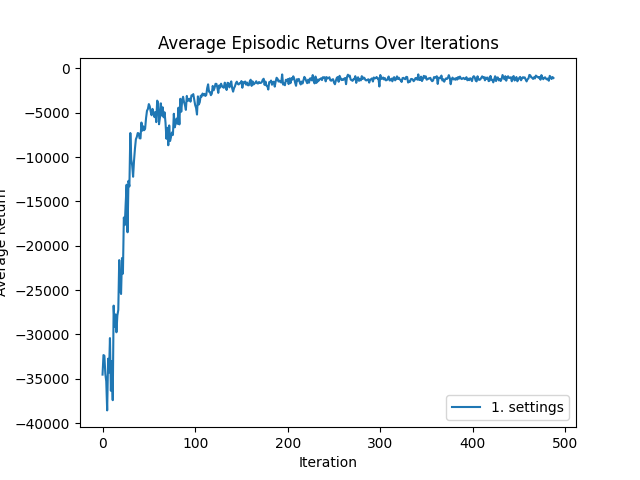 Average Episodic Returns Over Iterations
Average Return
0
−5000
−10000
−15000
−20000
−25000
−30000
−35000
−40000
0 100 200 300 400 500
Iteration
1. settings